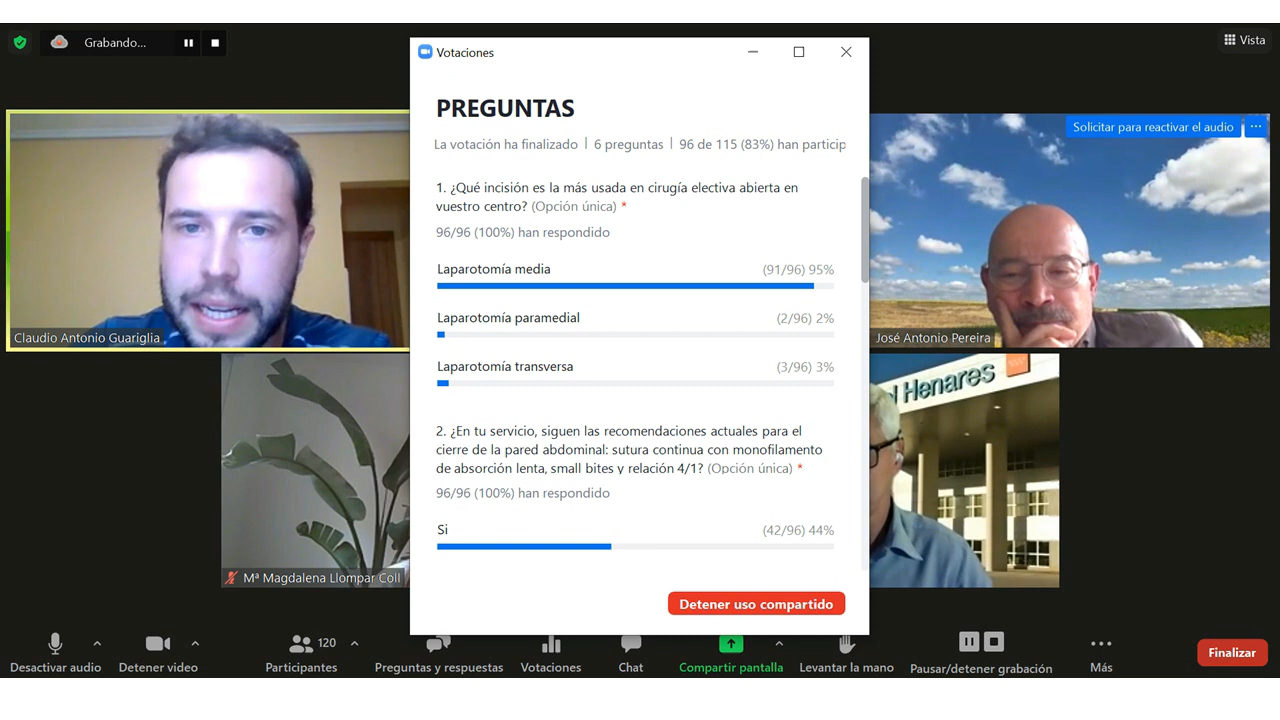 Grabando...
Vista
Votaciones
PREGUNTAS
La votación ha finalizado | 6 preguntas | 96 de 115 (83%) han particip
1. ¿Qué incisión es la más usada en cirugía electiva abierta en
vuestro centro? (Opción única) *
96/96 (100%) han respondido
Laparotomía media (91/96) 95%
Laparotomía paramedial (2/96) 2%
Laparotomía transversa (3/96) 3%
2. ¿En tu servicio, siguen las recomendaciones actuales para el
cierre de la pared abdominal: sutura continua con monofilamento
de absorción lenta, small bites y relación 4/1? (Opción única) *
96/96 (100%) han respondido
Si (42/96) 44%
Detener uso compartido
Solicitar para reactivar el audio ...
Claudio Antonio Guariglia
José Antonio Pereira
Henares
Mª Magdalena Llompar Coll
120
Desactivar audio
Detener video
Participantes
Preguntas y respuestas
Votaciones
Chat
Compartir pantalla
Levantar la mano
Pausar/detener grabación
Más
Finalizar